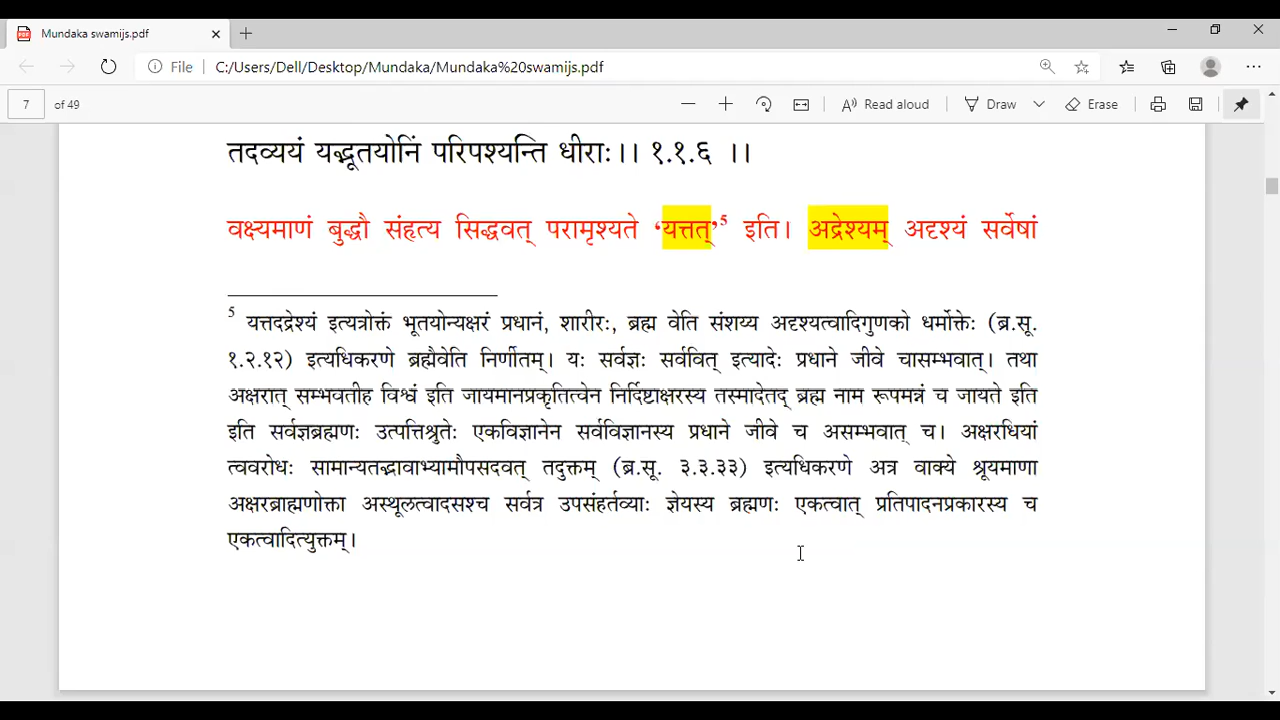 Mundaka swamijs.pdf
File C:/Users/Dell/Desktop/Mundaka/Mundaka%20swamijs.pdf
7 of 49 Read aloud Draw Erase
तदव्ययं यद्भूतयोनिं परिपश्यन्ति धीराः।। १.१.६ ।।
वक्ष्यमाणं बुद्धौ संहृत्य सिद्धवत् परामृश्यते ‘यत्तत्’5 इति। अद्रेश्यम् अदृश्यं सर्वेषां
5 यत्तदद्रेश्यं इत्यत्रोक्तं भूतयोन्यक्षरं प्रधानं, शारीरः, ब्रह्म वेति संशय्य अदृश्यत्वादिगुणको धर्मोक्तेः (ब्र.सू.
१.२.१२) इत्यधिकरणे ब्रह्मैवेति निर्णीतम्। यः सर्वज्ञः सर्ववित् इत्यादेः प्रधाने जीवे चासम्भवात्। तथा
अक्षरात् सम्भवतीह विश्वं इति जायमानप्रकृतित्वेन निर्दिष्टाक्षरस्य तस्मादेतद् ब्रह्म नाम रूपमन्नं च जायते इति
इति सर्वज्ञब्रह्मणः उत्पत्तिश्रुतेः एकविज्ञानेन सर्वविज्ञानस्य प्रधाने जीवे च असम्भवात् च। अक्षरधियां
त्ववरोधः सामान्यतद्भावाभ्यामौपसदवत् तदुक्तम् (ब्र.सू. ३.३.३३) इत्यधिकरणे अत्र वाक्ये श्रूयमाणा
अक्षरब्राह्मणोक्ता अस्थूलत्वादसश्च सर्वत्र उपसंहर्तव्याः ज्ञेयस्य ब्रह्मणः एकत्वात् प्रतिपादनप्रकारस्य च
एकत्वादित्युक्तम्।